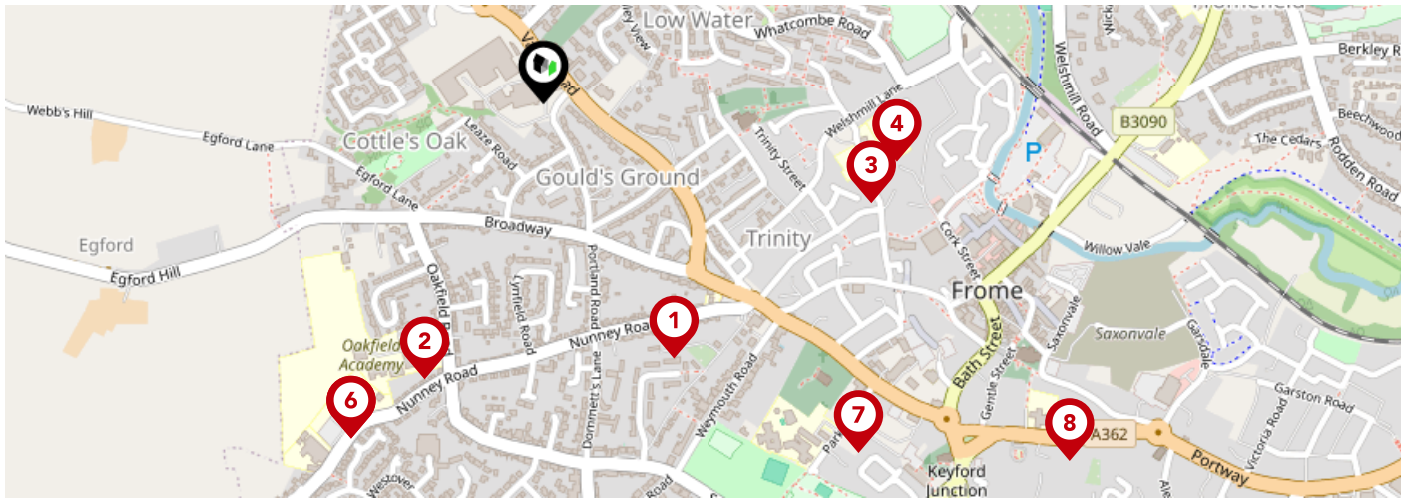 Low Water
Whatcombe Road
Berkley R
Welshmill Road
Webb's Hill
Egford Lane
Cottle's Oak
Leaze Road
Welshmill Lane
4
B3090
Beechwood
The Cedars
Rodden Road
P
Trinity Street
3
Egford Lane
Gould's Ground
Broadway
Trinity
Cork Street
Willow Vale
Egford
Egford Hill
Oakfield
Portland Road
Lynfield Road
Frome
1
Nunney Roa
Saxonvale
Saxonvale
Garsdale
2
Oakfield
Academy
Nunney Road
Dommett's Lane
Weymouth Road
Bath Street
Gentle Street
Garston Road
6
7
Park
8
A362
Victoria Road
Portway
Keyford
Junction
Westover
Road
Ale
S